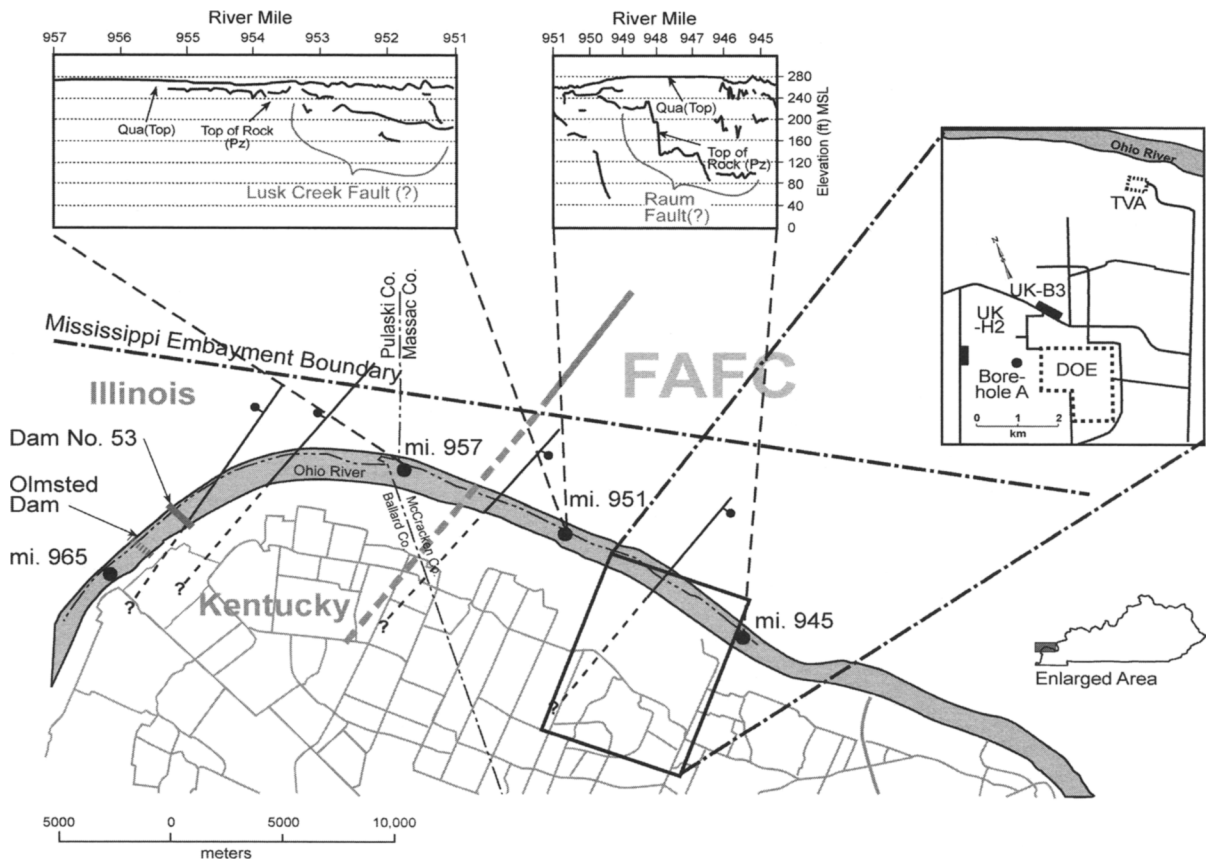 River Mile
957 956 955 954 953 952 951
Qua(Top)
Top of Rock
(Pz)
Lusk Creek Fault (?)
River Mile
951 950 949 948 947 946 945
Qua(Top)
Top of
Rock (Pz)
Raum
Fault(?)
280
240
200
160
120
80
40
0
Elevation (ft) MSL
Ohio River
TVA
N
UK-B3
UK
-H2
Bore-
hole A
DOE
0 1 2
km
Mississippi Embayment Boundary
Pulaski Co.
Massac Co.
FAFC
Illinois
Dam No. 53
Olmsted
Dam
mi. 965
Ohio River
mi. 957
McCracken Co.
Ballard Co.
mi. 951
mi. 945
Kentucky
?
?
?
?
Enlarged Area
5000 0 5000 10,000
meters